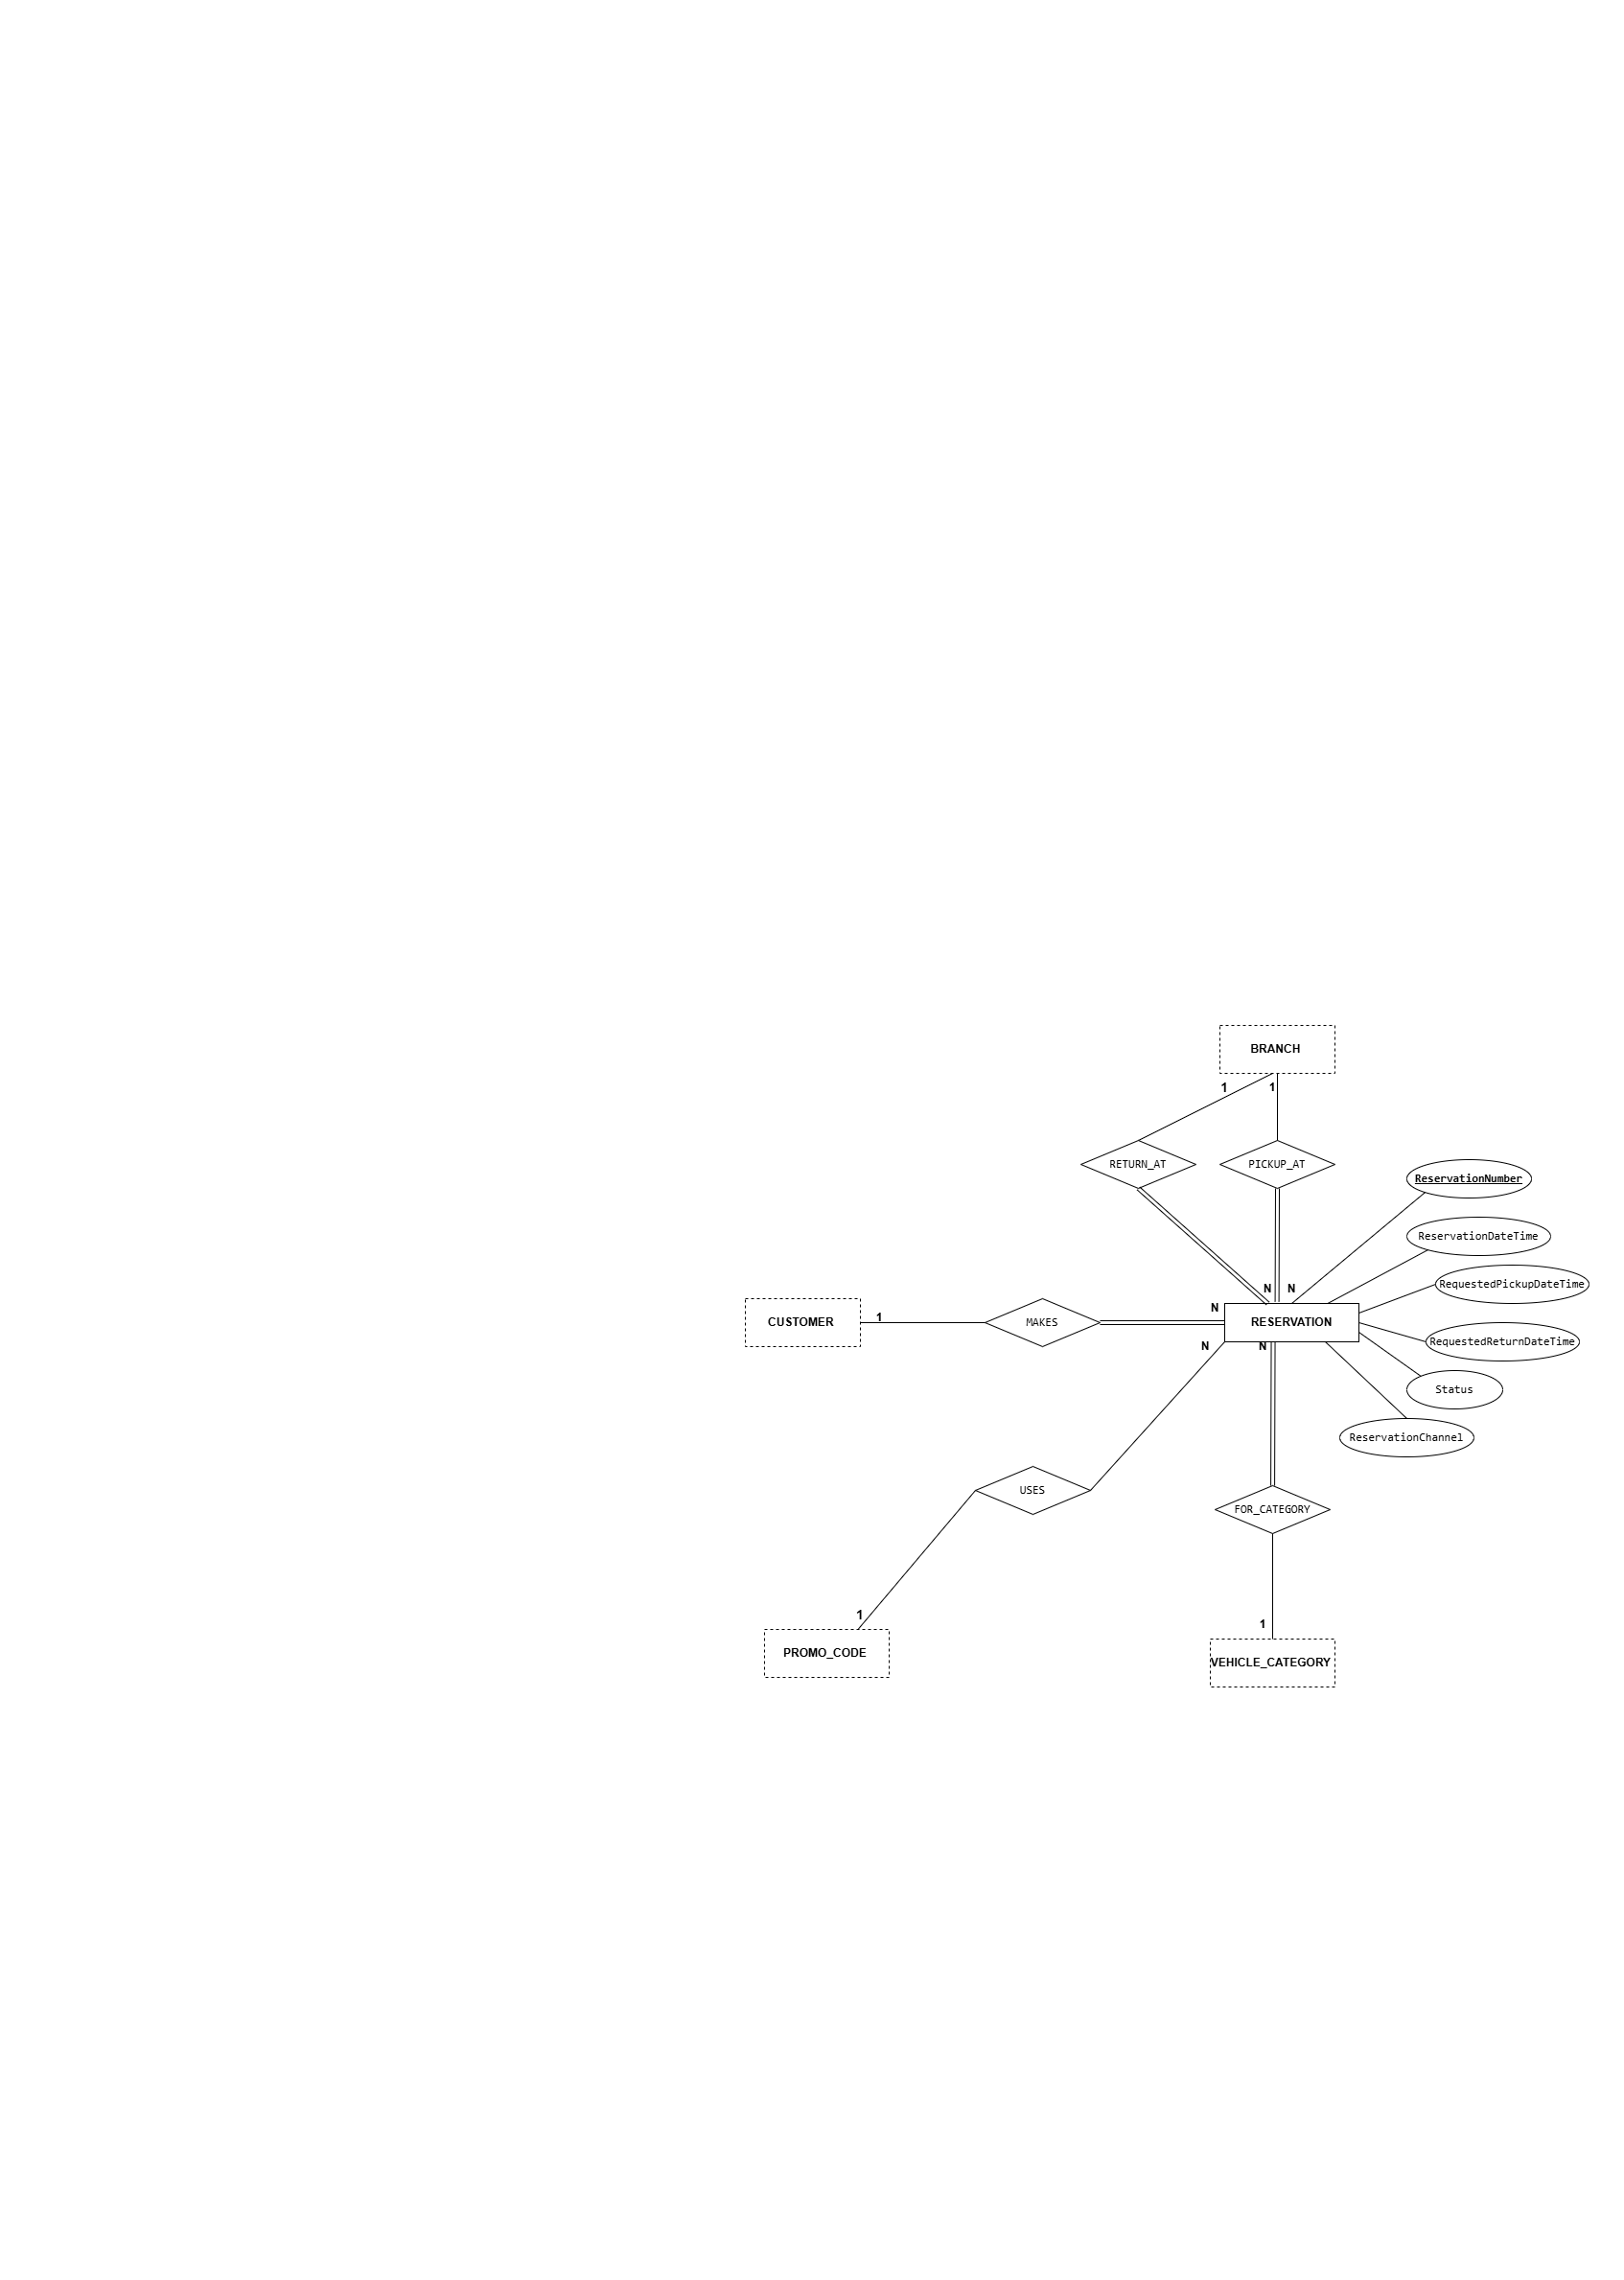 BRANCH
1
1
RETURN_AT
PICKUP_AT
ReservationNumber
ReservationDateTime
RequestedPickupDateTime
N
N
CUSTOMER
1
MAKES
N
RESERVATION
RequestedReturnDateTime
N
N
Status
ReservationChannel
USES
FOR_CATEGORY
1
1
PROMO_CODE
VEHICLE_CATEGORY